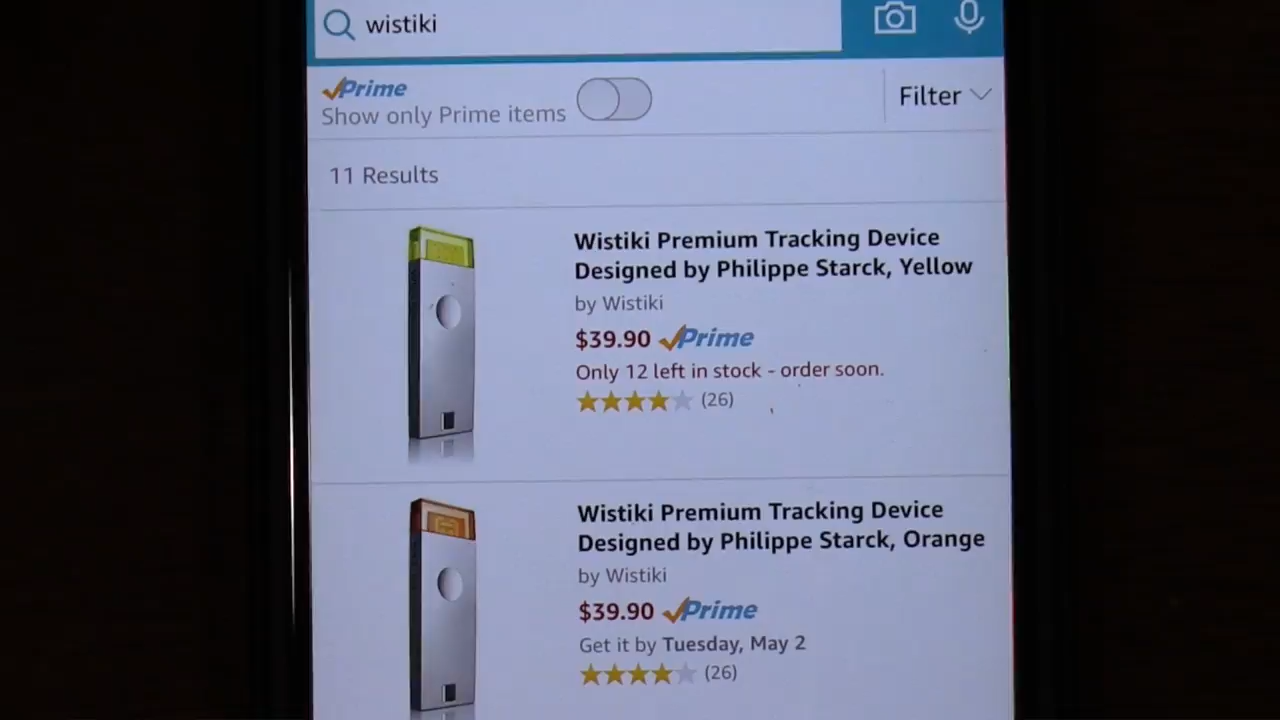 wistiki
Prime
Show only Prime items
Filter
11 Results
Wistiki Premium Tracking Device
Designed by Philippe Starck, Yellow
by Wistiki
$39.90 Prime
Only 12 left in stock - order soon.
(26)
Wistiki Premium Tracking Device
Designed by Philippe Starck, Orange
by Wistiki
$39.90 Prime
Get it by Tuesday, May 2
(26)